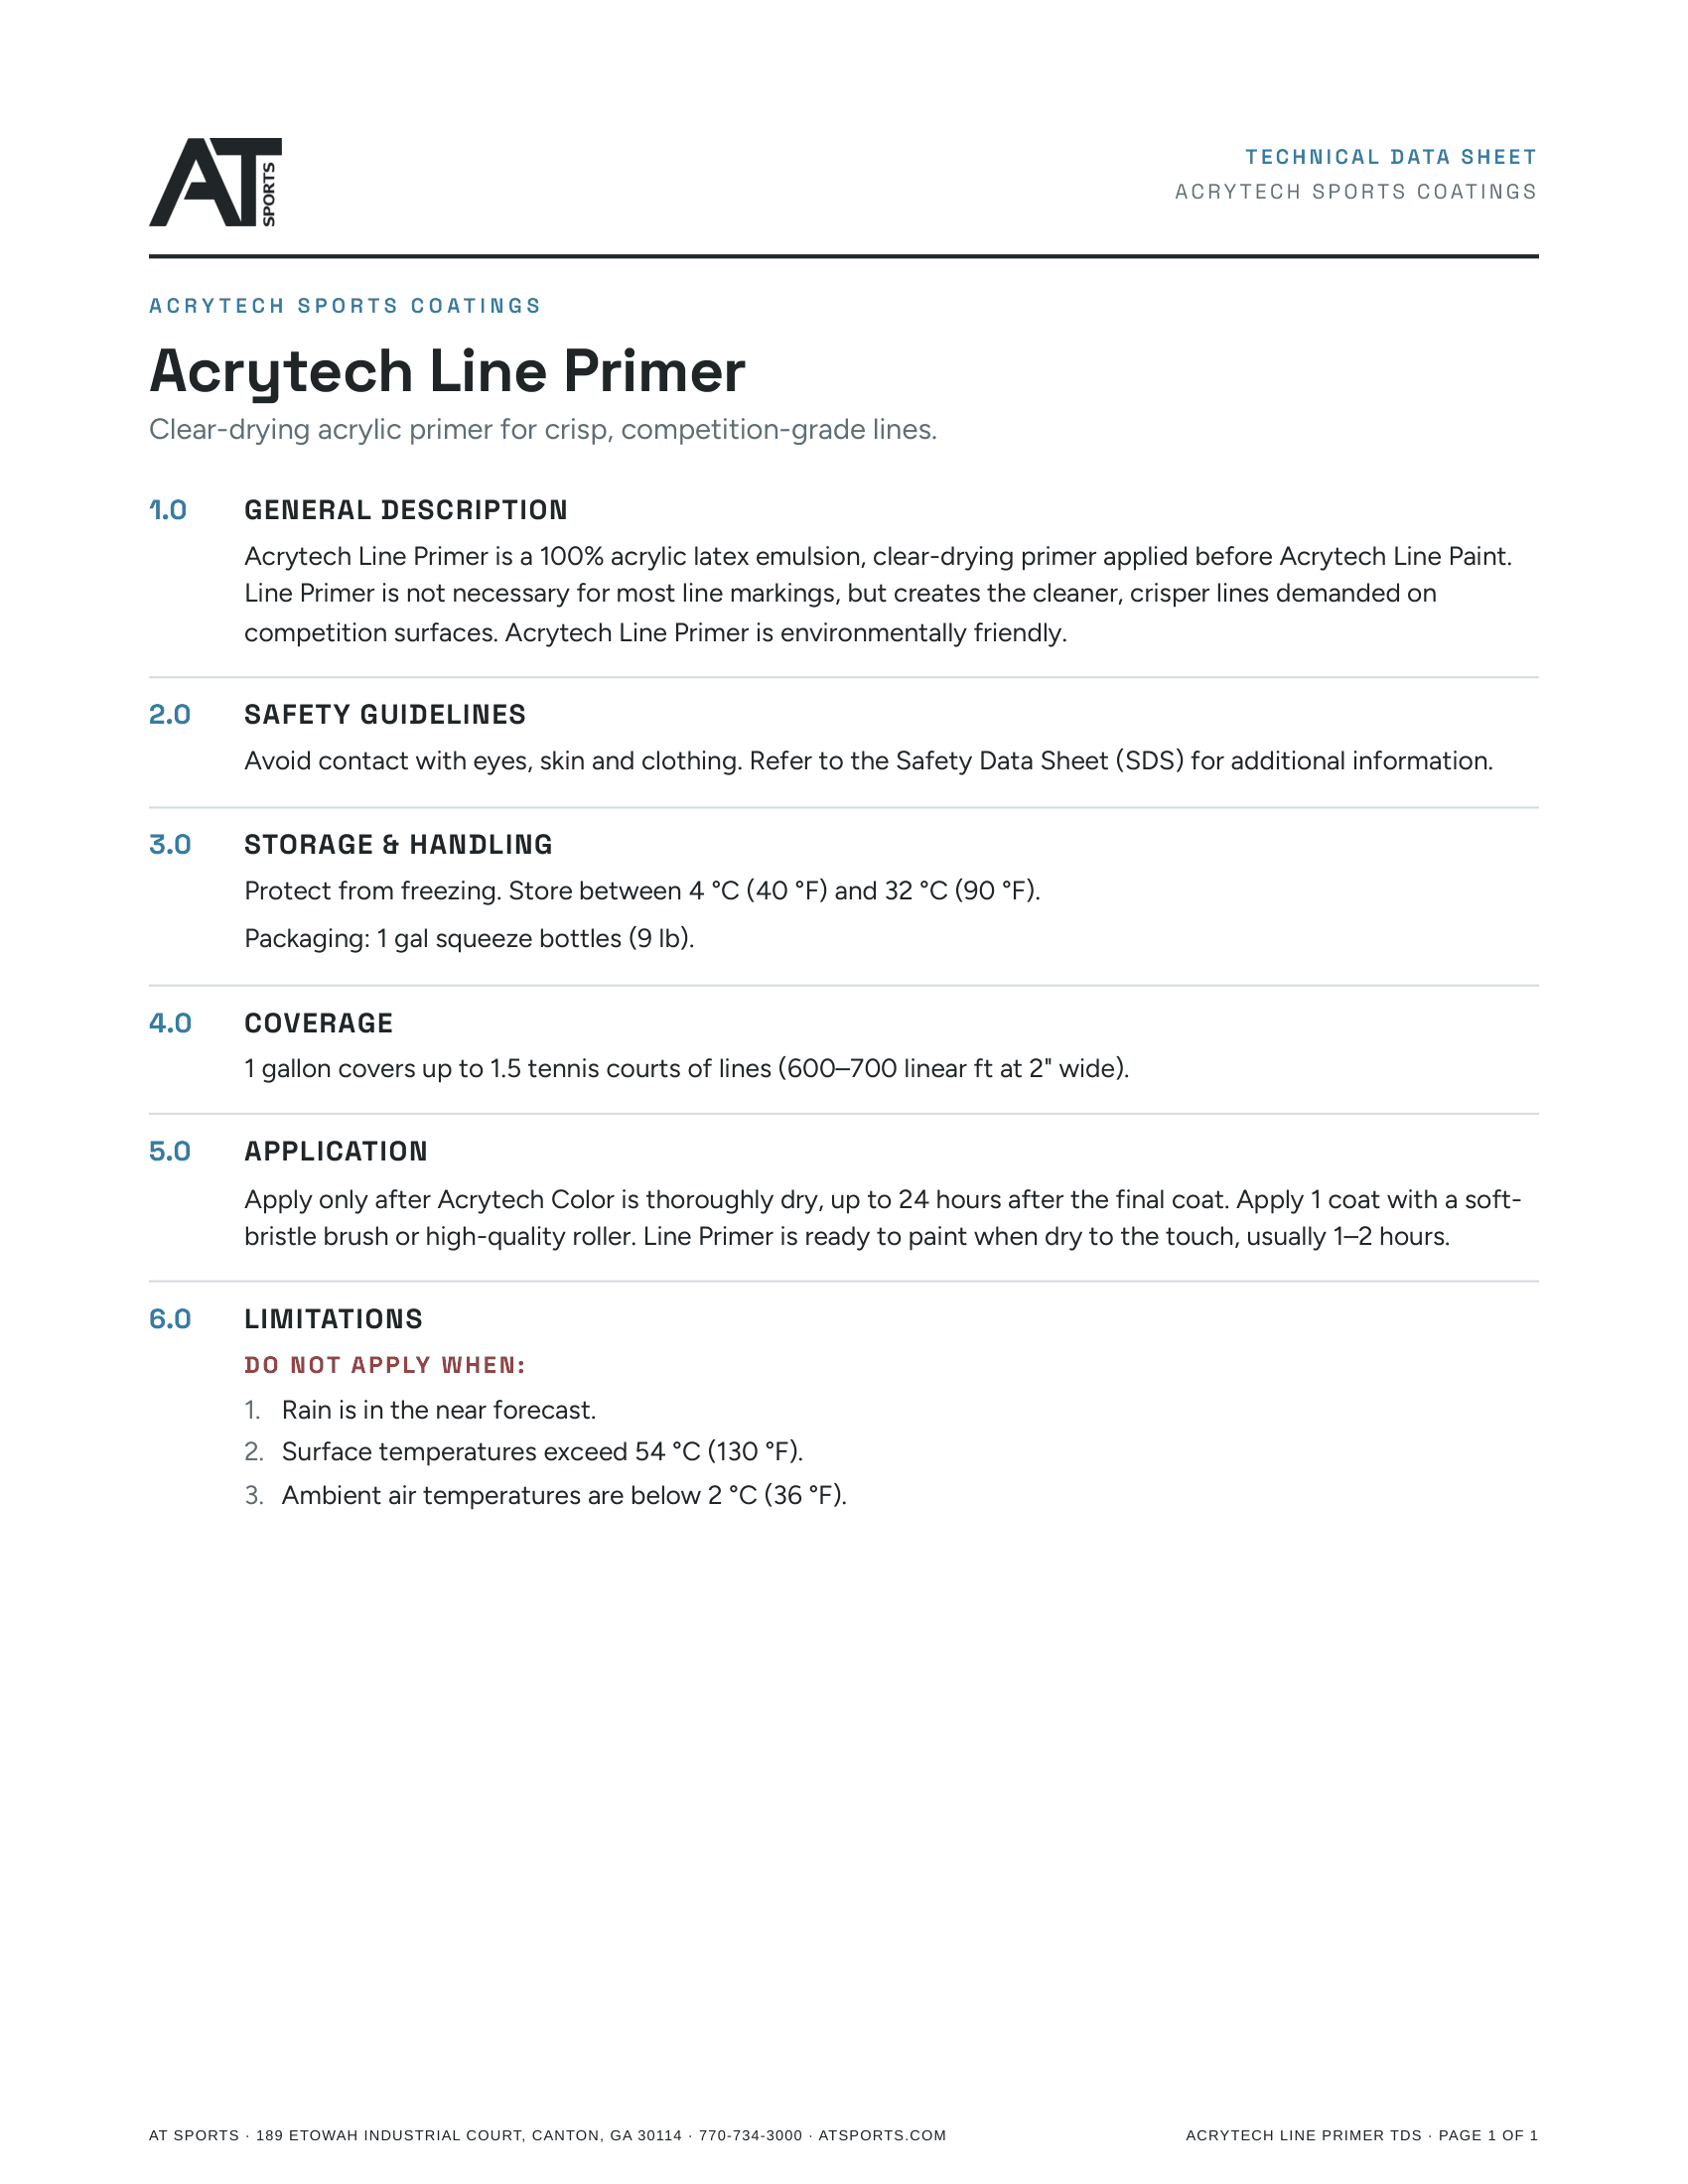 AT SPORTS
TECHNICAL DATA SHEET
ACRYTECH SPORTS COATINGS
ACRYTECH SPORTS COATINGS
Acrytech Line Primer
Clear-drying acrylic primer for crisp, competition-grade lines.
1.0 GENERAL DESCRIPTION
Acrytech Line Primer is a 100% acrylic latex emulsion, clear-drying primer applied before Acrytech Line Paint.
Line Primer is not necessary for most line markings, but creates the cleaner, crisper lines demanded on
competition surfaces. Acrytech Line Primer is environmentally friendly.
2.0 SAFETY GUIDELINES
Avoid contact with eyes, skin and clothing. Refer to the Safety Data Sheet (SDS) for additional information.
3.0 STORAGE & HANDLING
Protect from freezing. Store between 4 °C (40 °F) and 32 °C (90 °F).
Packaging: 1 gal squeeze bottles (9 lb).
4.0 COVERAGE
1 gallon covers up to 1.5 tennis courts of lines (600–700 linear ft at 2" wide).
5.0 APPLICATION
Apply only after Acrytech Color is thoroughly dry, up to 24 hours after the final coat. Apply 1 coat with a soft-
bristle brush or high-quality roller. Line Primer is ready to paint when dry to the touch, usually 1–2 hours.
6.0 LIMITATIONS
DO NOT APPLY WHEN:
1. Rain is in the near forecast.
2. Surface temperatures exceed 54 °C (130 °F).
3. Ambient air temperatures are below 2 °C (36 °F).
AT SPORTS · 189 ETOWAH INDUSTRIAL COURT, CANTON, GA 30114 · 770-734-3000 · ATSPORTS.COM
ACRYTECH LINE PRIMER TDS · PAGE 1 OF 1